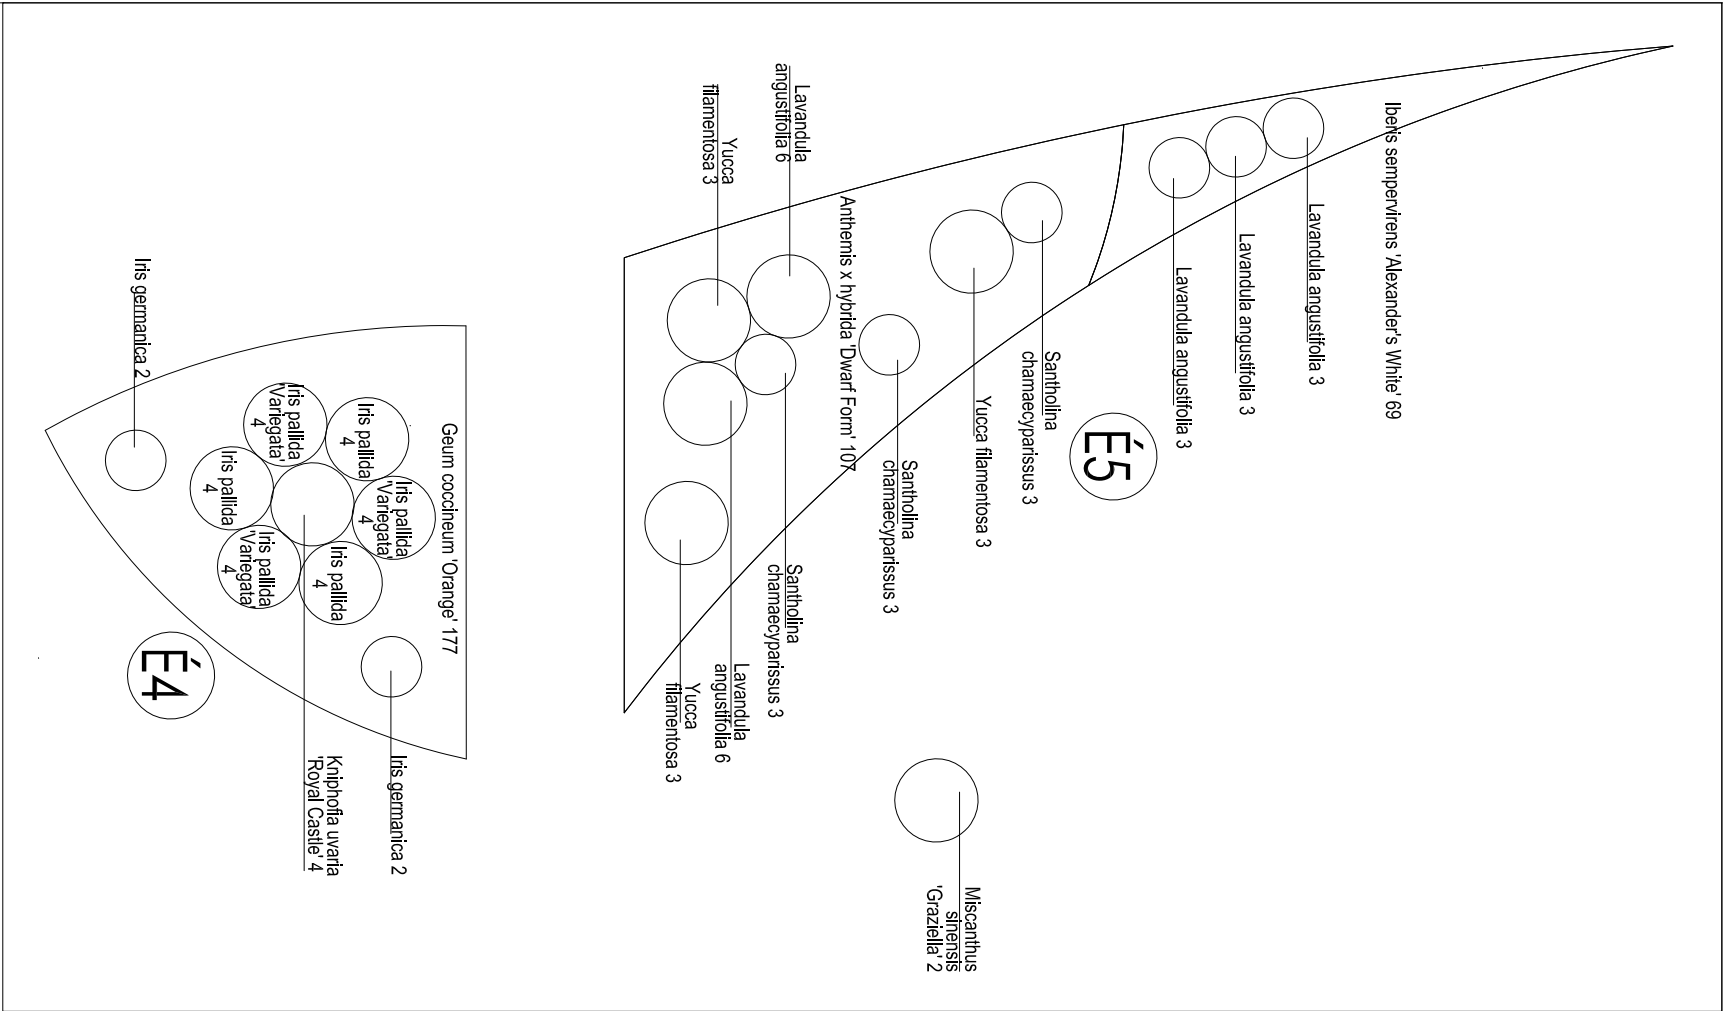 Iberis sempervirens 'Alexander's White' 69
Lavandula angustifolia 3
Lavandula angustifolia 3
Lavandula angustifolia 3
É5
Santholina
chamaecyparissus 3
Yucca filamentosa 3
Santholina
chamaecyparissus 3
Anthemis x hybrida 'Dwarf Form' 107
Lavandula
angustifolia 6
Yucca
filamentosa 3
Santholina
chamaecyparissus 3
Lavandula
angustifolia 6
Yucca
filamentosa 3
Miscanthus
sinensis
'Graziella' 2
Geum coccineum 'Orange' 177
Iris pallida
'Variegata'
4
Iris pallida
4
Iris pallida
4
Iris pallida
'Variegata'
4
Iris pallida
'Variegata'
4
Iris pallida
4
Iris germanica 2
Iris germanica 2
Kniphofia uvaria
'Royal Castle' 4
É4